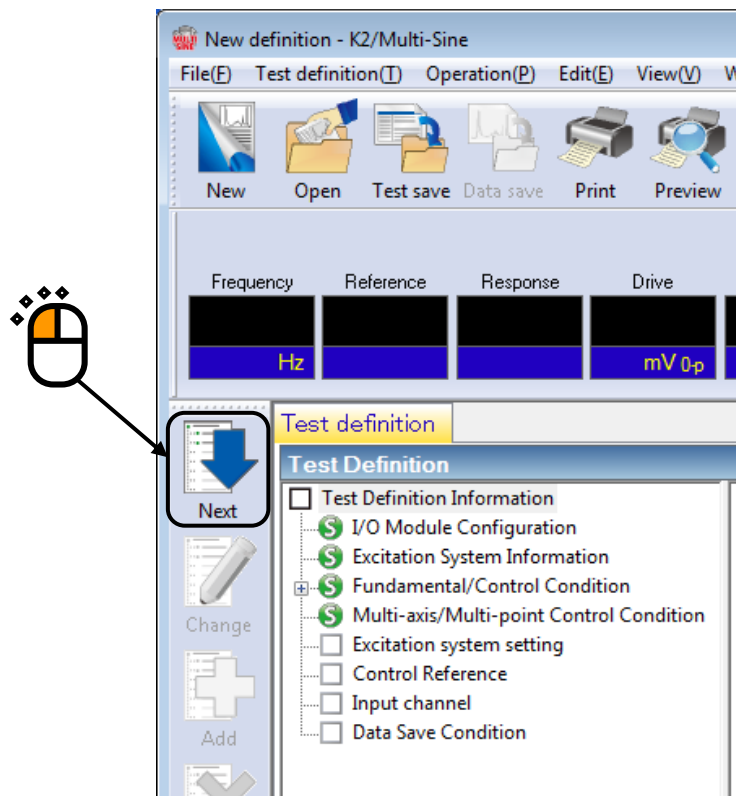 MULTI SINE
New definition - K2/Multi-Sine
File(F) Test definition(T) Operation(P) Edit(E) View(V) W
New Open Test save Data save Print Preview
Frequency Reference Response Drive
Hz mV 0-p
Test definition
Test Definition
Next
Test Definition Information
S I/O Module Configuration
S Excitation System Information
S Fundamental/Control Condition
S Multi-axis/Multi-point Control Condition
Change
Excitation system setting
Control Reference
Input channel
Data Save Condition
Add